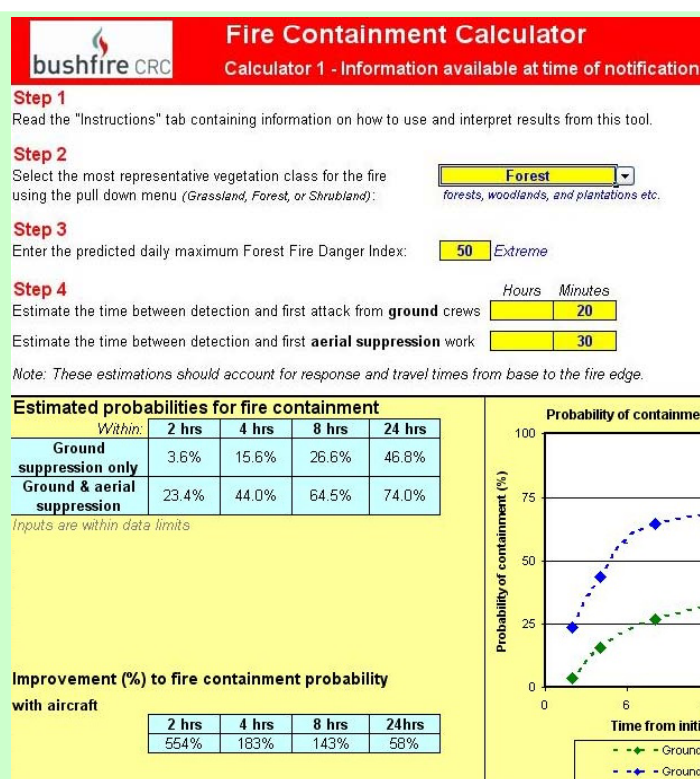 bushfire CRC
Fire Containment Calculator
Calculator 1 - Information available at time of notification
Step 1
Read the "Instructions" tab containing information on how to use and interpret results from this tool.
Step 2
Select the most representative vegetation class for the fire
using the pull down menu (Grassland, Forest, or Shrubland):
Forest
forests, woodlands, and plantations etc.
Step 3
Enter the predicted daily maximum Forest Fire Danger Index: 50 Extreme
Step 4
Hours Minutes
Estimate the time between detection and first attack from ground crews 20
Estimate the time between detection and first aerial suppression work 30
Note: These estimations should account for response and travel times from base to the fire edge.
Estimated probabilities for fire containment
Within: 2 hrs 4 hrs 8 hrs 24 hrs
Ground
suppression only 3.6% 15.6% 26.6% 46.8%
Ground & aerial
suppression 23.4% 44.0% 64.5% 74.0%
Inputs are within data limits
Improvement (%) to fire containment probability
with aircraft
2 hrs 4 hrs 8 hrs 24hrs
554% 183% 143% 58%
Probability of containme
Probability of containment (%)
100
75
50
25
0
0 6
Time from initi
Ground
Ground